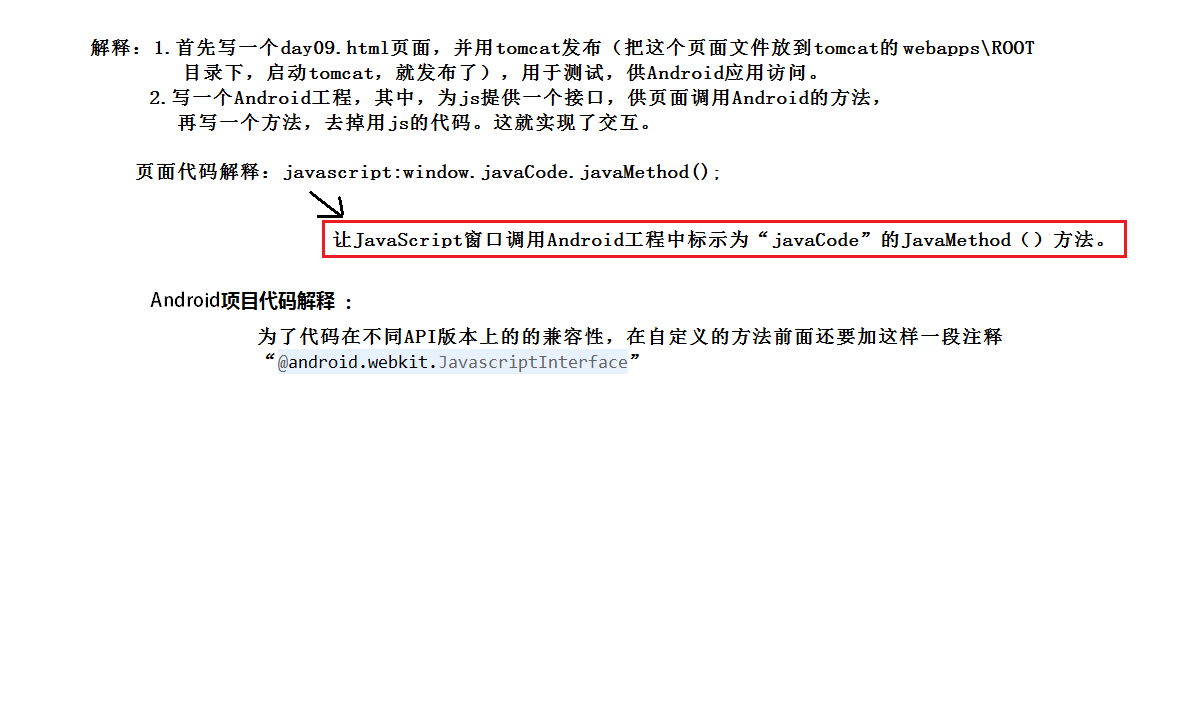 解释：1.首先写一个day09.html页面，并用tomcat发布（把这个页面文件放到tomcat的 webapps\ROOT
目录下，启动tomcat，就发布了），用于测试，供Android应用访问。
2.写一个Android工程，其中，为js提供一个接口，供页面调用Android的方法，
再写一个方法，去掉用js的代码。这就实现了交互。
页面代码解释：javascript:window.javaCode.javaMethod();
让JavaScript窗口调用Android工程中标示为“javaCode”的JavaMethod（）方法。
Android项目代码解释 ：
为了代码在不同API版本上的的兼容性，在自定义的方法前面还要加这样一段注释
“@android.webkit.JavascriptInterface”